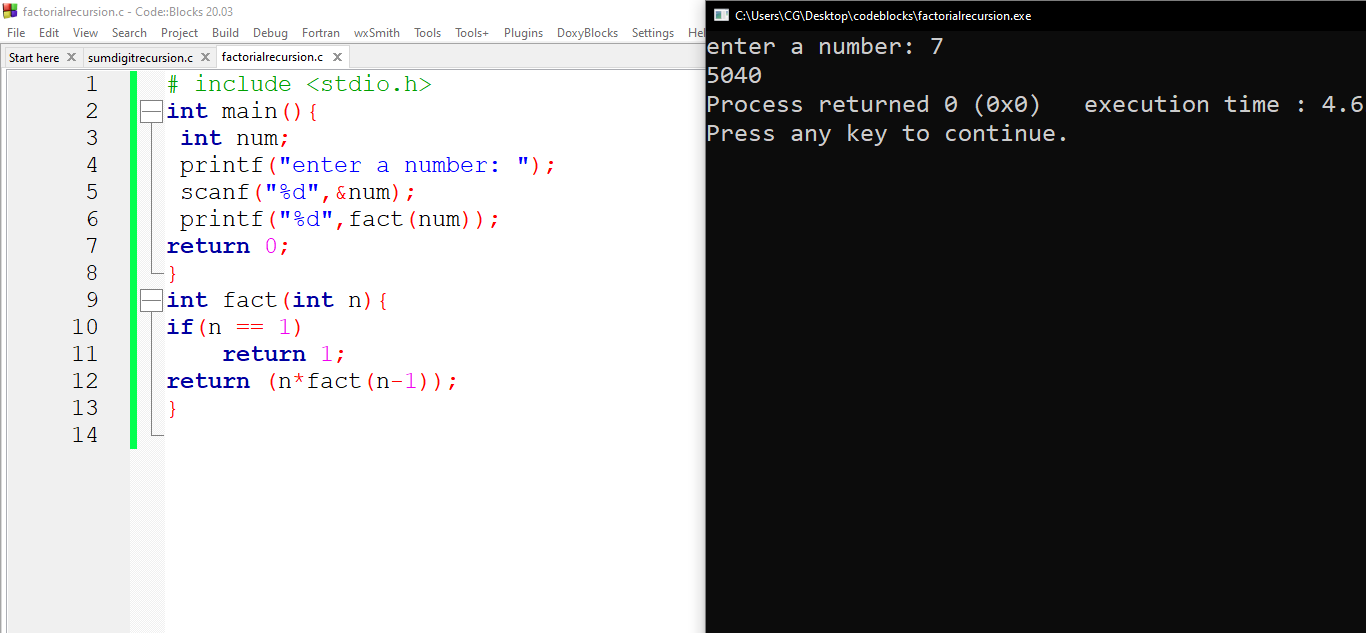 factorialrecursion.c - Code::Blocks 20.03
File Edit View Search Project Build Debug Fortran wxSmith Tools Tools+ Plugins DoxyBlocks Settings Hel
Start here X sumdigitrecursion.c X factorialrecursion.c X
1 # include <stdio.h>
2 int main(){
3 int num;
4 printf("enter a number: ");
5 scanf("%d",&num);
6 printf("%d",fact(num));
7 return 0;
8 }
9 int fact(int n){
10 if(n == 1)
11 return 1;
12 return (n*fact(n-1));
13 }
14
C:\Users\CG\Desktop\codeblocks\factorialrecursion.exe
enter a number: 7
5040
Process returned 0 (0x0)   execution time : 4.6
Press any key to continue.